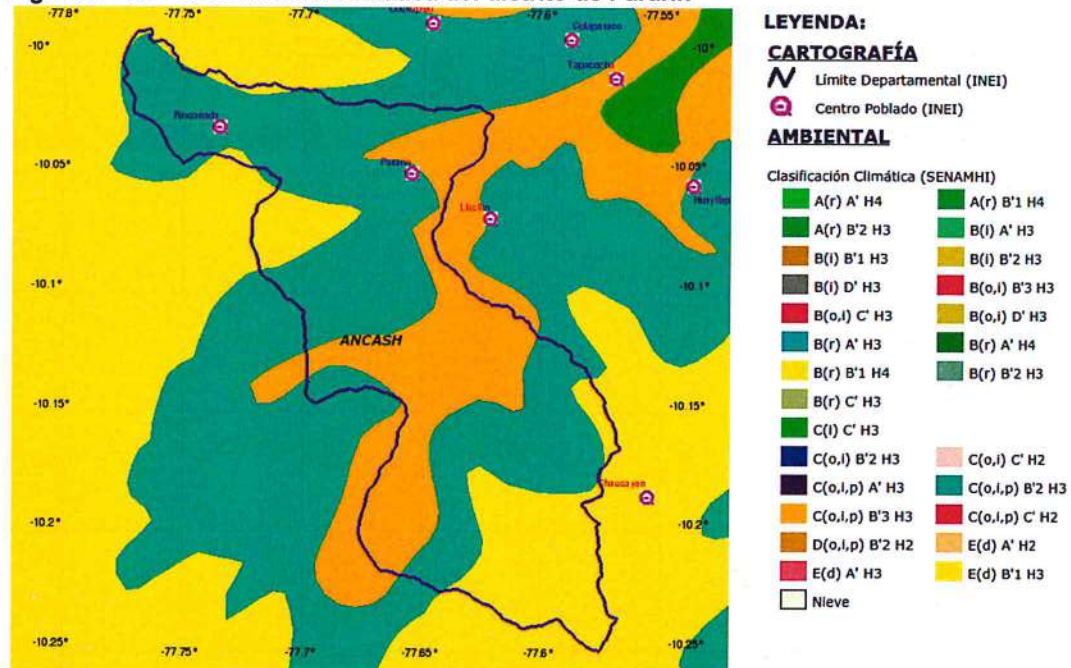 -77.8°
-77.75°
-77.7°
-77.65°
-77.6°
-77.55°
-10°
-10°
-10.05°
-10.05°
-10.1°
-10.1°
-10.15°
-10.15°
-10.2°
-10.2°
-10.25°
-10.25°
-77.8°
-77.75°
-77.7°
-77.65°
-77.6°
Rinconada
Llaclla
ANCASH
LEYENDA:
CARTOGRAFÍA
Límite Departamental (INEI)
Centro Poblado (INEI)
AMBIENTAL
Clasificación Climática (SENAMHI)
A(r) A' H4
A(r) B'1 H4
A(r) B'2 H3
B(i) A' H3
B(i) B'1 H3
B(i) B'2 H3
B(i) D' H3
B(o,i) B'3 H3
B(o,i) C' H3
B(o,i) D' H3
B(r) A' H3
B(r) A' H4
B(r) B'1 H4
B(r) B'2 H3
B(r) C' H3
C(i) C' H3
C(o,i) B'2 H3
C(o,i) C' H2
C(o,i,p) A' H3
C(o,i,p) B'2 H3
C(o,i,p) B'3 H3
C(o,i,p) C' H2
D(o,i,p) B'2 H2
E(d) A' H2
E(d) A' H3
E(d) B'1 H3
Nieve